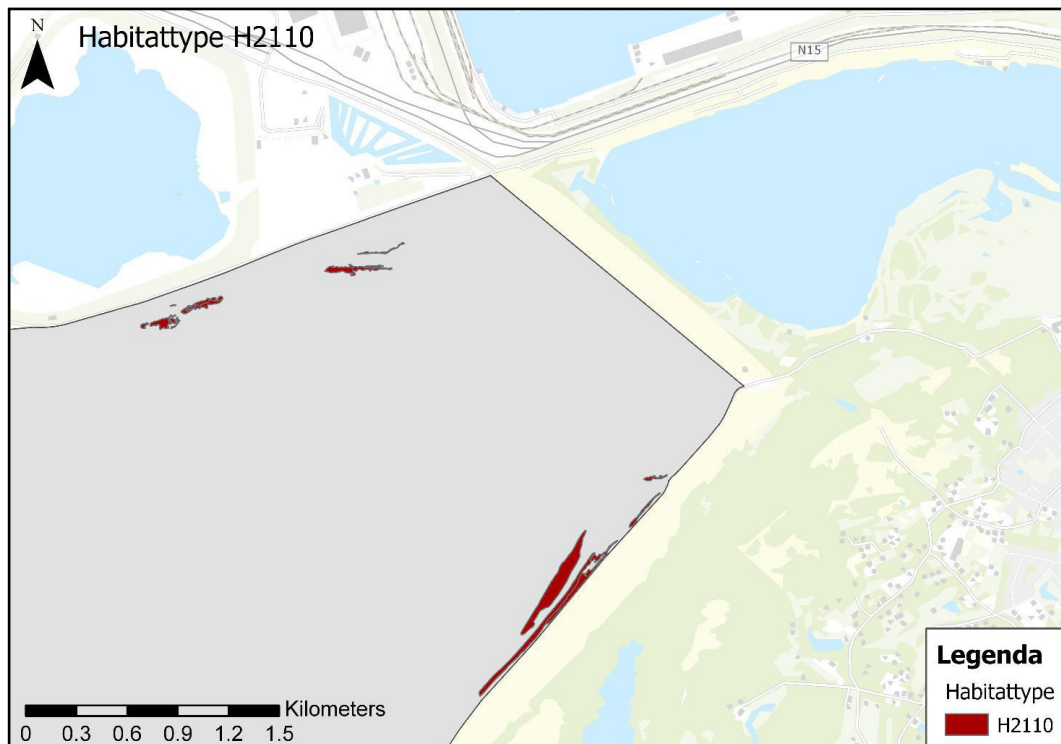 N
Habitattype H2110
N15
Legenda
Habitattype
H2110
Kilometers
0 0.3 0.6 0.9 1.2 1.5